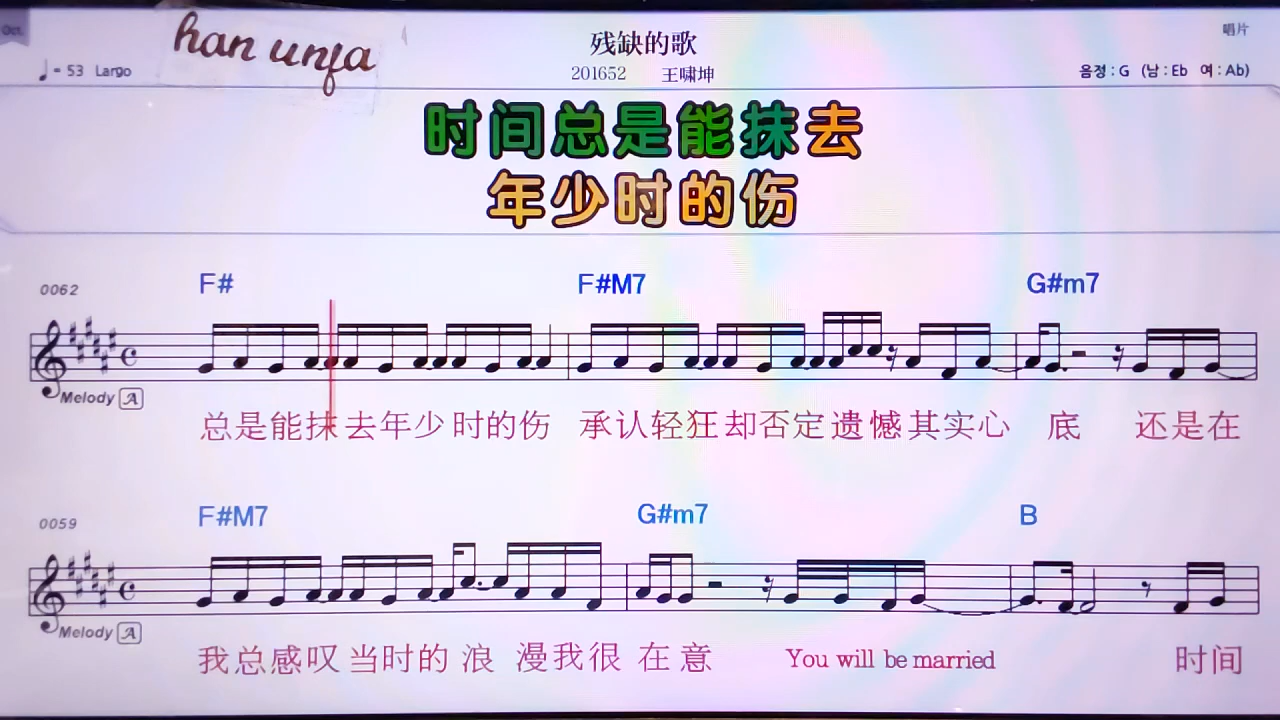 Oct.
han unfa
残缺的歌
唱片
♩= 53 Largo
201652 王啸坤
음정 : G (남 : Eb 여 : Ab)
时间总是能抹去
年少时的伤
0062
F# F#M7 G#m7
Melody A
总是能抹去年少时的伤 承认轻狂却否定遗憾其实心 底 还是在
0059
F#M7 G#m7 B
Melody A
我总感叹当时的浪漫我很在意 You will be married 时间